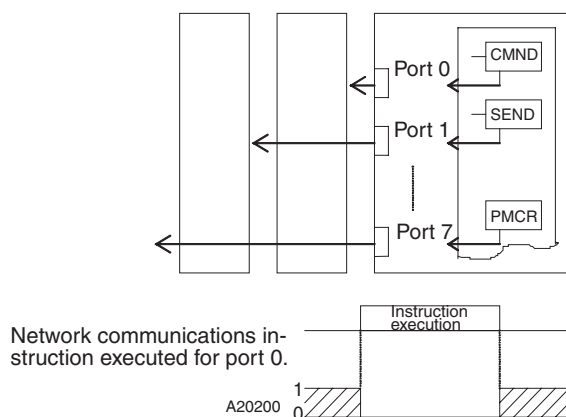 CMND
Port 0
SEND
Port 1
PMCR
Port 7
Instruction
execution
Network communications in-
struction executed for port 0.
1
A20200
0